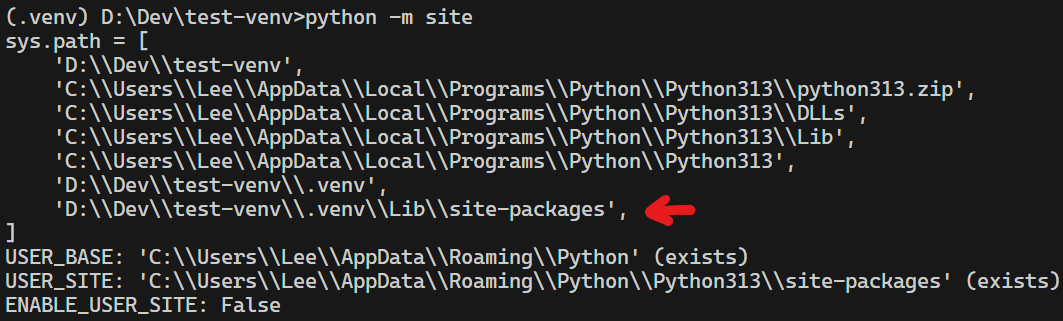 (.venv) D:\Dev\test-venv>python -m site
sys.path = [
    'D:\\Dev\\test-venv',
    'C:\\Users\\Lee\\AppData\\Local\\Programs\\Python\\Python313\\python313.zip',
    'C:\\Users\\Lee\\AppData\\Local\\Programs\\Python\\Python313\\DLLs',
    'C:\\Users\\Lee\\AppData\\Local\\Programs\\Python\\Python313\\Lib',
    'C:\\Users\\Lee\\AppData\\Local\\Programs\\Python\\Python313',
    'D:\\Dev\\test-venv\\.venv',
    'D:\\Dev\\test-venv\\.venv\\Lib\\site-packages',
]
USER_BASE: 'C:\\Users\\Lee\\AppData\\Roaming\\Python' (exists)
USER_SITE: 'C:\\Users\\Lee\\AppData\\Roaming\\Python\\Python313\\site-packages' (exists)
ENABLE_USER_SITE: False